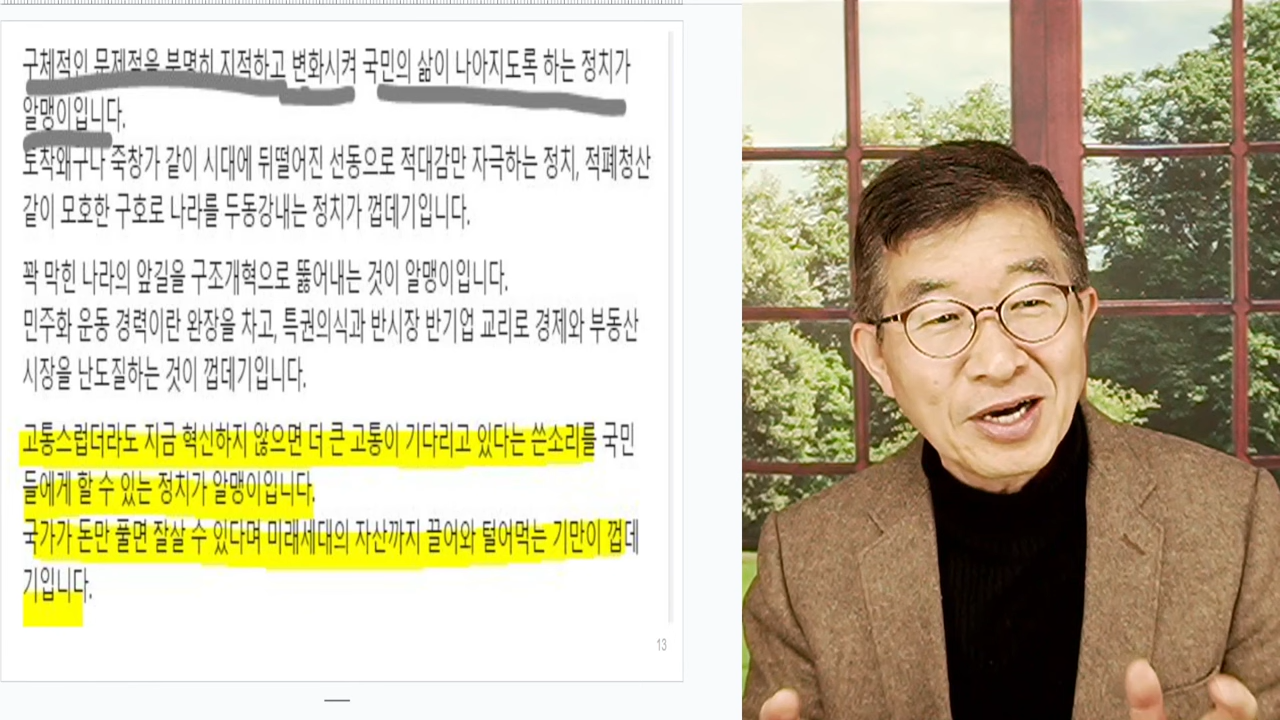 구체적인 문제점을 분명히 지적하고 변화시켜 국민의 삶이 나아지도록 하는 정치가
알맹이입니다.
토착왜구나 죽창가 같이 시대에 뒤떨어진 선동으로 적대감만 자극하는 정치, 적폐청산
같이 모호한 구호로 나라를 두동강내는 정치가 껍데기입니다.
꽉 막힌 나라의 앞길을 구조개혁으로 뚫어내는 것이 알맹이입니다.
민주화 운동 경력이란 완장을 차고, 특권의식과 반시장 반기업 교리로 경제와 부동산
시장을 난도질하는 것이 껍데기입니다.
고통스럽더라도 지금 혁신하지 않으면 더 큰 고통이 기다리고 있다는 쓴소리를 국민
들에게 할 수 있는 정치가 알맹이입니다.
국가가 돈만 풀면 잘살 수 있다며 미래세대의 자산까지 끌어와 털어먹는 기만이 껍데
기입니다.
13